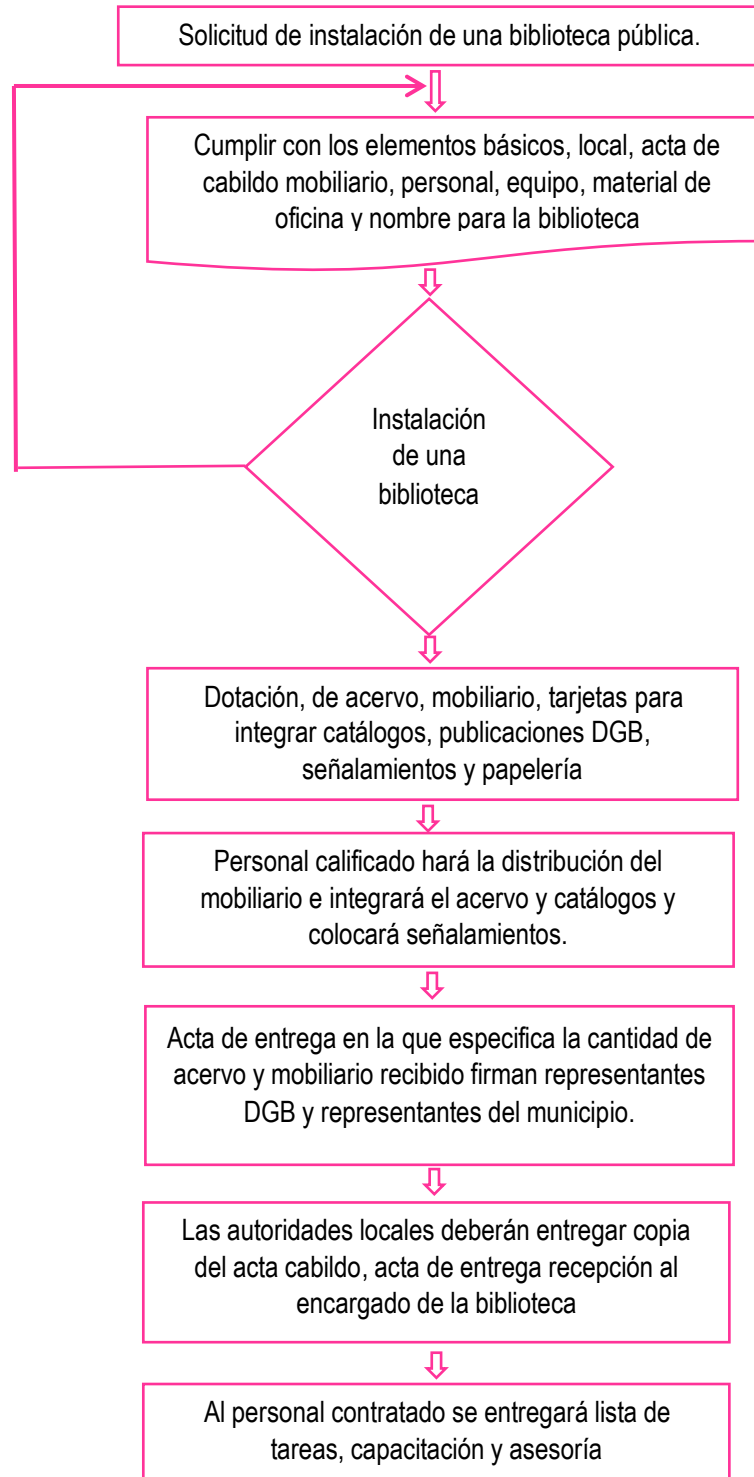 Solicitud de instalación de una biblioteca pública.
Cumplir con los elementos básicos, local, acta de
cabildo mobiliario, personal, equipo, material de
oficina y nombre para la biblioteca
Instalación
de una
biblioteca
Dotación, de acervo, mobiliario, tarjetas para
integrar catálogos, publicaciones DGB,
señalamientos y papelería
Personal calificado hará la distribución del
mobiliario e integrará el acervo y catálogos y
colocará señalamientos.
Acta de entrega en la que especifica la cantidad de
acervo y mobiliario recibido firman representantes
DGB y representantes del municipio.
Las autoridades locales deberán entregar copia
del acta cabildo, acta de entrega recepción al
encargado de la biblioteca
Al personal contratado se entregará lista de
tareas, capacitación y asesoría